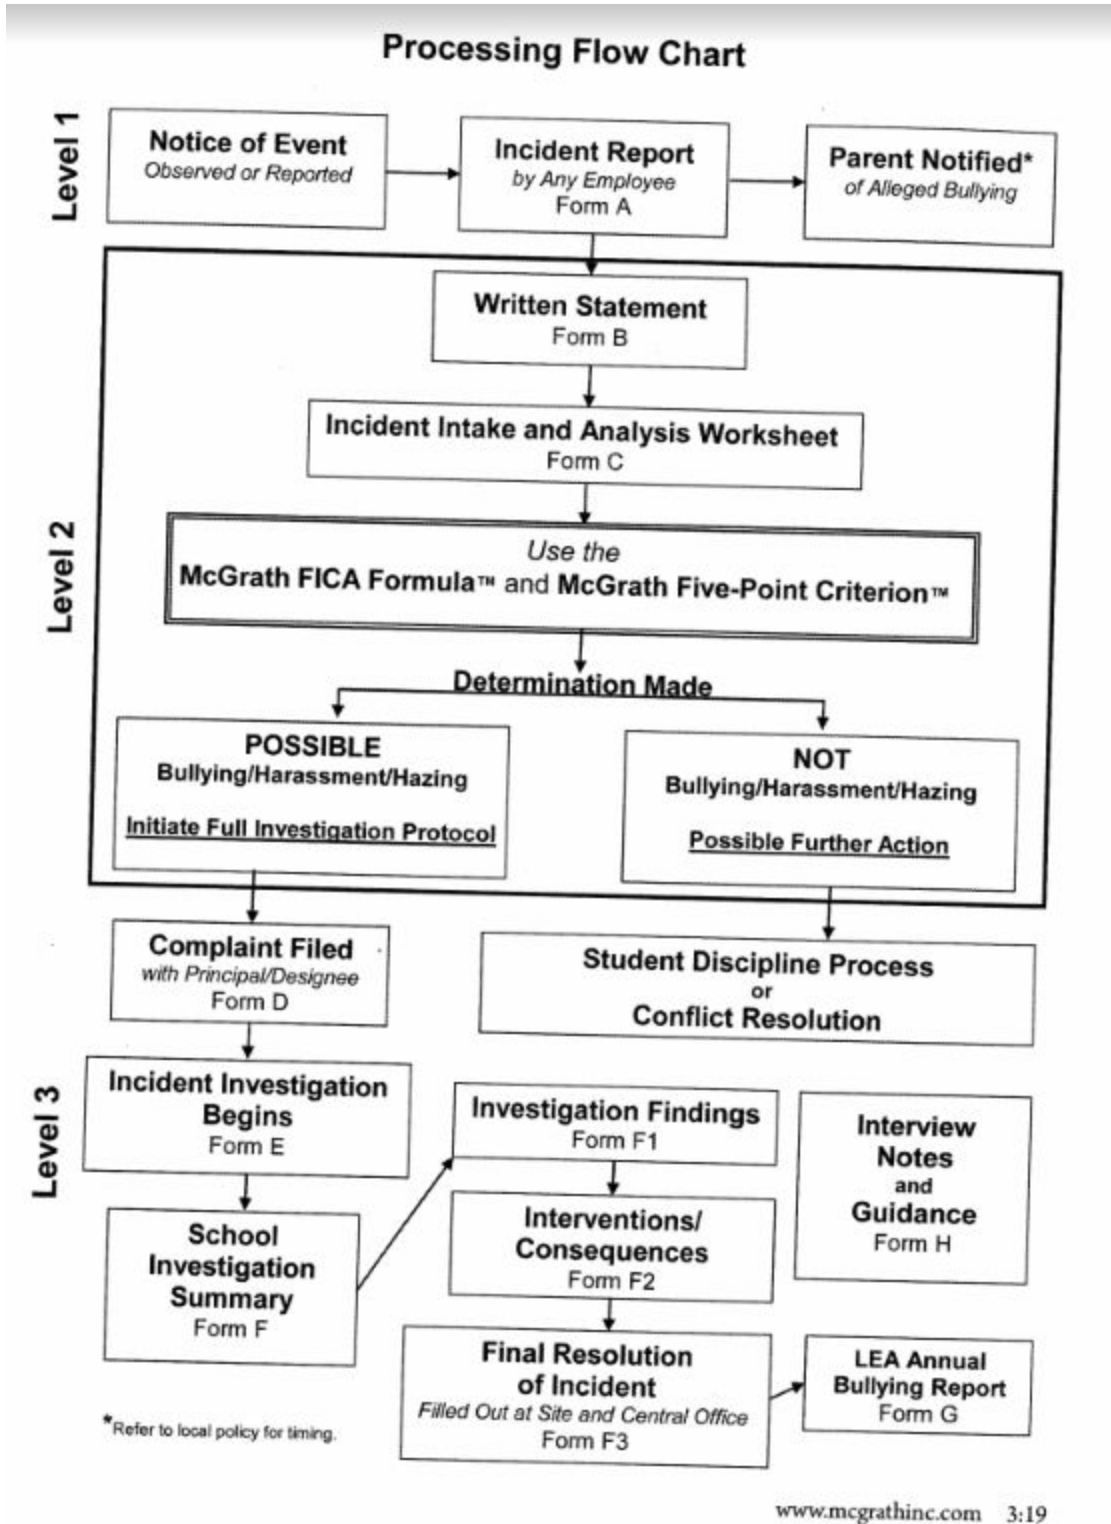 Processing Flow Chart
Level 1
Notice of Event
Observed or Reported
Incident Report
by Any Employee
Form A
Parent Notified*
of Alleged Bullying
Level 2
Written Statement
Form B
Incident Intake and Analysis Worksheet
Form C
Use the
McGrath FICA Formula™ and McGrath Five-Point Criterion™
Determination Made
POSSIBLE
Bullying/Harassment/Hazing
Initiate Full Investigation Protocol
NOT
Bullying/Harassment/Hazing
Possible Further Action
Level 3
Complaint Filed
with Principal/Designee
Form D
Student Discipline Process
or
Conflict Resolution
Incident Investigation
Begins
Form E
School
Investigation
Summary
Form F
Investigation Findings
Form F1
Interventions/
Consequences
Form F2
Final Resolution
of Incident
Filled Out at Site and Central Office
Form F3
Interview
Notes
and
Guidance
Form H
LEA Annual
Bullying Report
Form G
*Refer to local policy for timing.
www.mcgrathinc.com 3:19